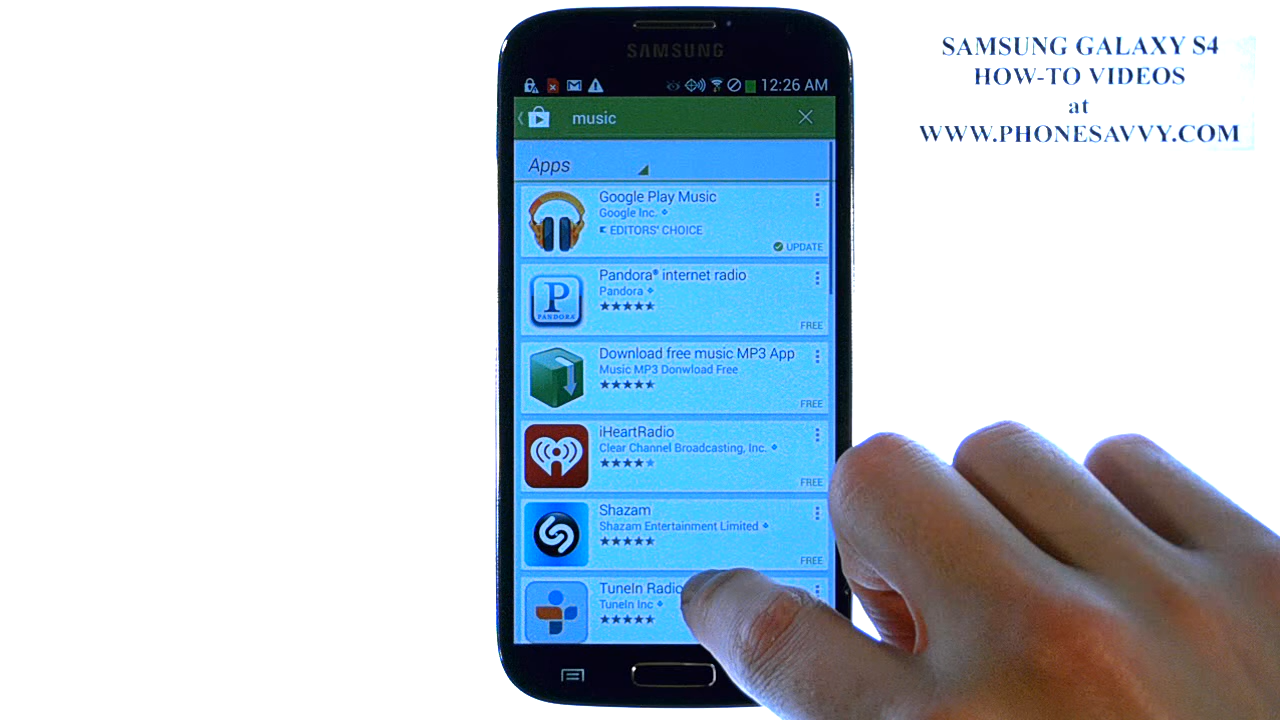 SAMSUNG GALAXY S4
HOW-TO VIDEOS
at
WWW.PHONESAVVY.COM
SAMSUNG
12:26 AM
music
Apps
Google Play Music
Google Inc.
EDITORS' CHOICE
UPDATE
Pandora® internet radio
Pandora
FREE
P
PANDORA
Download free music MP3 App
Music MP3 Donwload Free
FREE
iHeartRadio
Clear Channel Broadcasting, Inc.
FREE
Shazam
Shazam Entertainment Limited
FREE
TuneIn Radio
TuneIn Inc